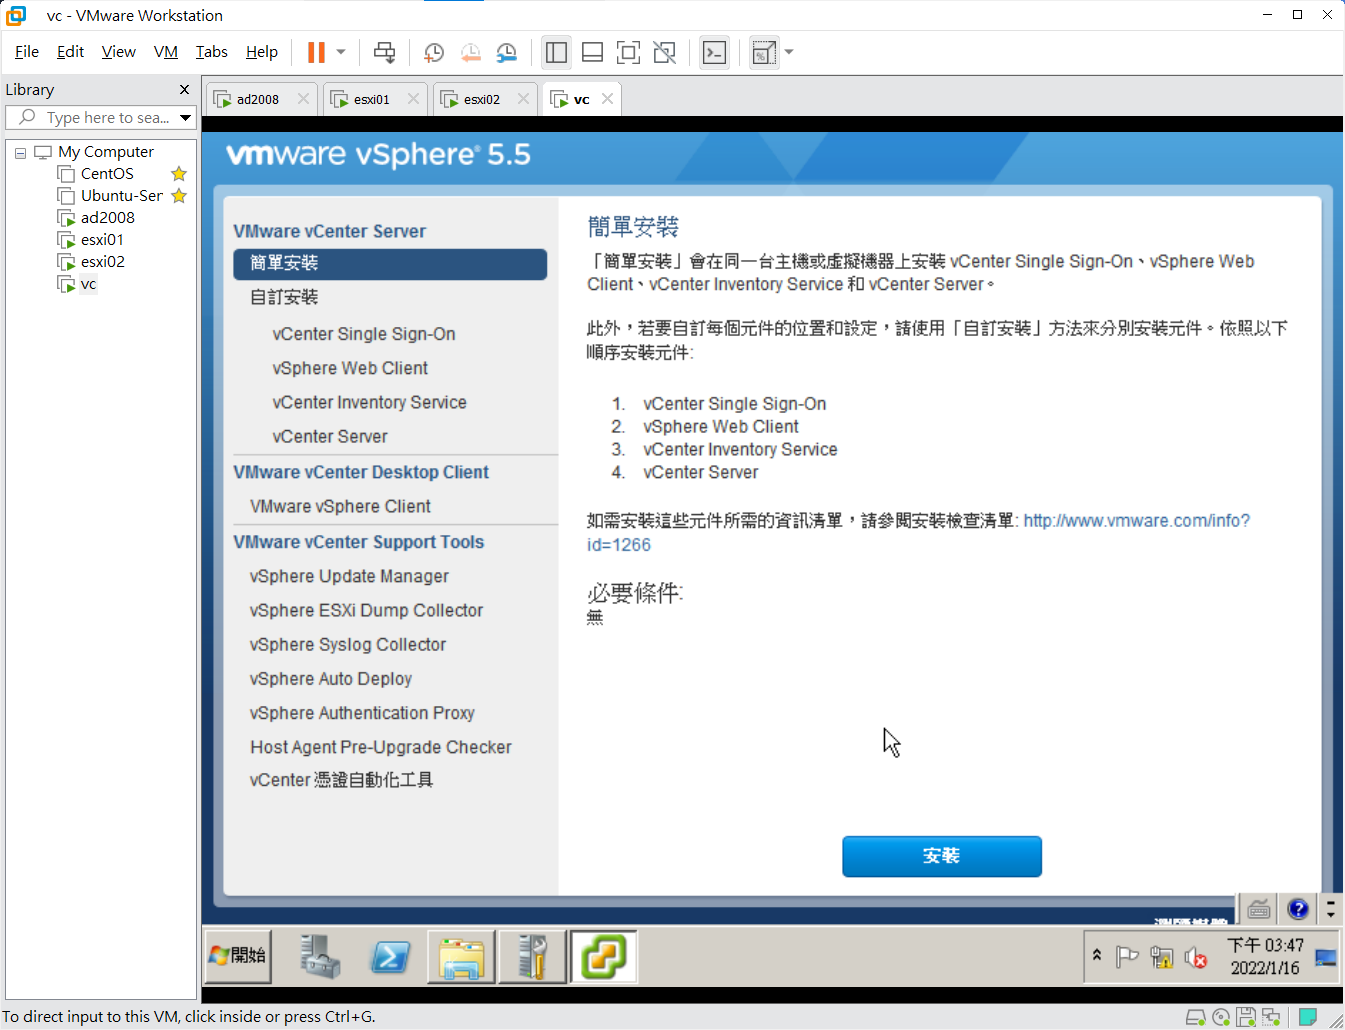 vc - VMware Workstation
File Edit View VM Tabs Help
Library
Type here to sea...
My Computer
CentOS
Ubuntu-Ser
ad2008
esxi01
esxi02
vc
ad2008 esxi01 esxi02 vc
vmware vSphere® 5.5
VMware vCenter Server
簡單安裝
自訂安裝
vCenter Single Sign-On
vSphere Web Client
vCenter Inventory Service
vCenter Server
VMware vCenter Desktop Client
VMware vSphere Client
VMware vCenter Support Tools
vSphere Update Manager
vSphere ESXi Dump Collector
vSphere Syslog Collector
vSphere Auto Deploy
vSphere Authentication Proxy
Host Agent Pre-Upgrade Checker
vCenter 憑證自動化工具
簡單安裝
「簡單安裝」會在同一台主機或虛擬機器上安裝 vCenter Single Sign-On、vSphere Web
Client、vCenter Inventory Service 和 vCenter Server。
此外，若要自訂每個元件的位置和設定，請使用「自訂安裝」方法來分別安裝元件。依照以下
順序安裝元件:
1. vCenter Single Sign-On
2. vSphere Web Client
3. vCenter Inventory Service
4. vCenter Server
如需安裝這些元件所需的資訊清單，請參閱安裝檢查清單: http://www.vmware.com/info?
id=1266
必要條件:
無
安裝
開始
下午 03:47
2022/1/16
To direct input to this VM, click inside or press Ctrl+G.